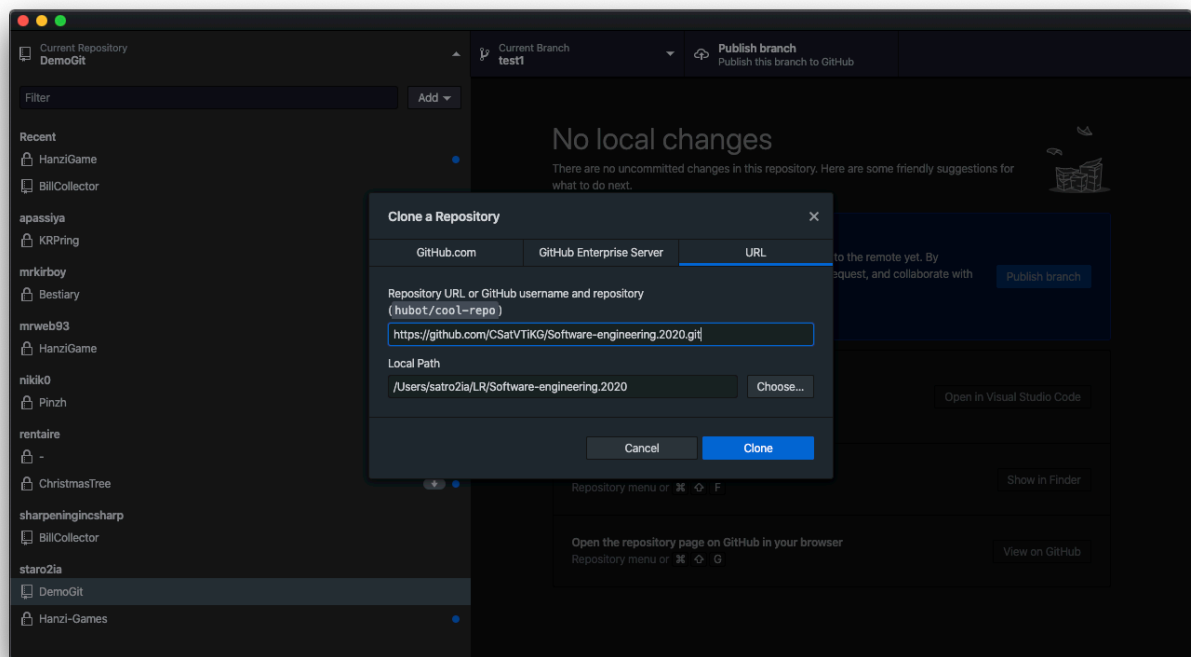 Current Repository
DemoGit
Current Branch
test1
Publish branch
Publish this branch to GitHub
Filter
Add
Recent
HanziGame
BillCollector
apassiya
KRPring
mrkirboy
Bestiary
mrweb93
HanziGame
nikik0
Pinzh
rentaire
-
ChristmasTree
sharpeningincsharp
BillCollector
staro2ia
DemoGit
Hanzi-Games
No local changes
There are no uncommitted changes in this repository. Here are some friendly suggestions for
what to do next.
to the remote yet. By
equest, and collaborate with
Publish branch
Open in Visual Studio Code
Repository menu or ⌘ ⇧ F
Show in Finder
Open the repository page on GitHub in your browser
Repository menu or ⌘ ⇧ G
View on GitHub
Clone a Repository
GitHub.com
GitHub Enterprise Server
URL
Repository URL or GitHub username and repository
(hubot/cool-repo)
https://github.com/CSatVTiKG/Software-engineering.2020.git
Local Path
/Users/satro2ia/LR/Software-engineering.2020
Choose...
Cancel
Clone